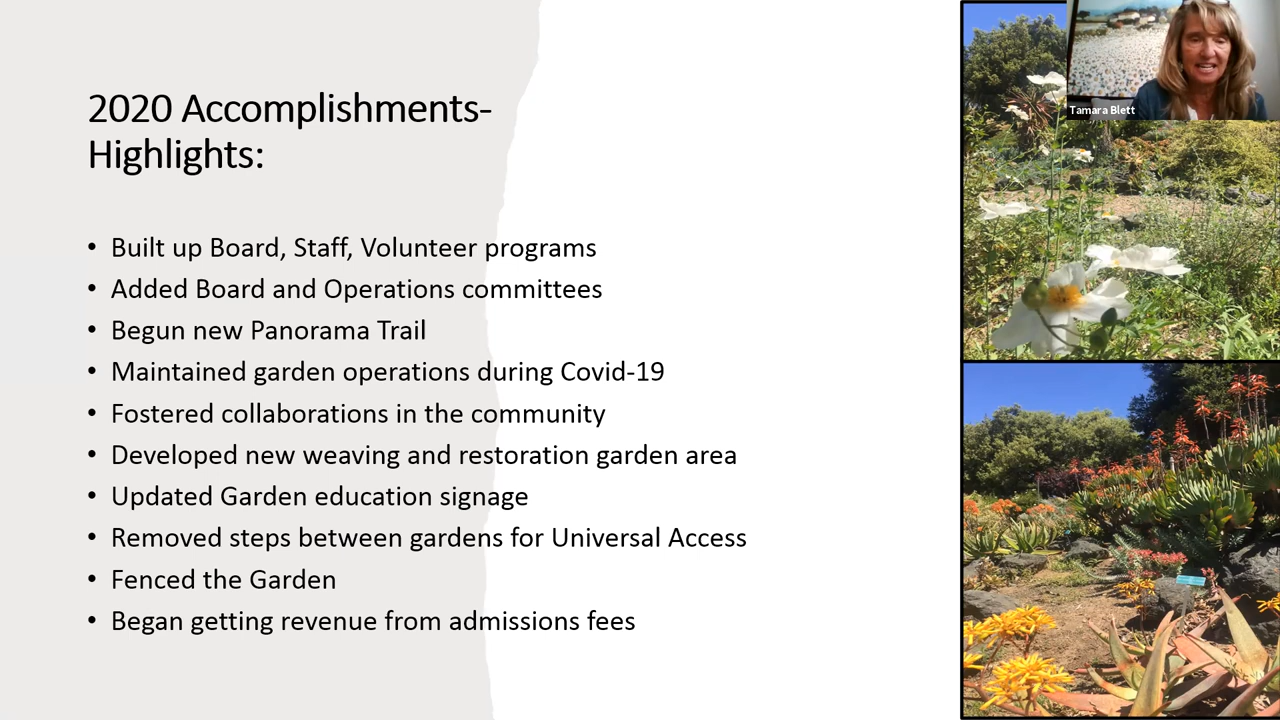 2020 Accomplishments-
Highlights:
• Built up Board, Staff, Volunteer programs
• Added Board and Operations committees
• Begun new Panorama Trail
• Maintained garden operations during Covid-19
• Fostered collaborations in the community
• Developed new weaving and restoration garden area
• Updated Garden education signage
• Removed steps between gardens for Universal Access
• Fenced the Garden
• Began getting revenue from admissions fees
Tamara Blett